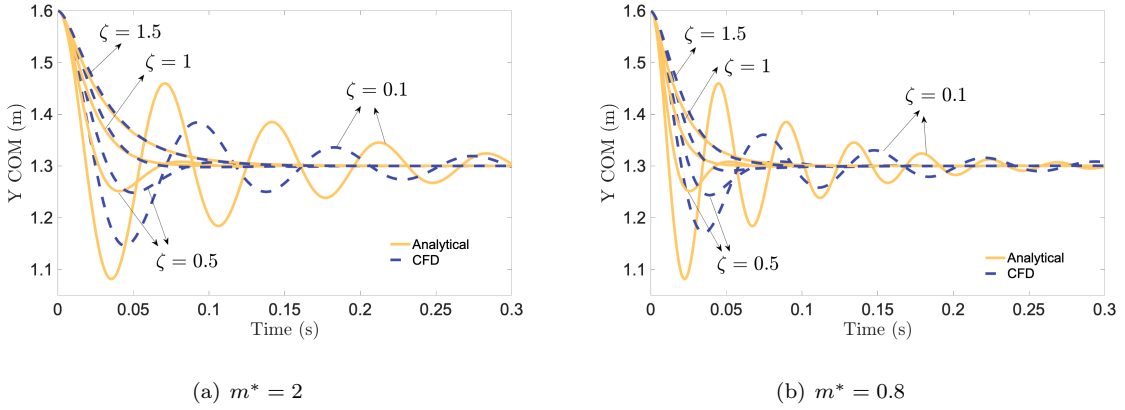 1.6
1.5
1.4
1.3
1.2
1.1
Y COM (m)
ζ = 1.5
ζ = 1
ζ = 0.1
ζ = 0.5
Analytical
CFD
0 0.05 0.1 0.15 0.2 0.25 0.3
Time (s)
(a) m* = 2
1.6
1.5
1.4
1.3
1.2
1.1
Y COM (m)
ζ = 1.5
ζ = 1
ζ = 0.1
ζ = 0.5
Analytical
CFD
0 0.05 0.1 0.15 0.2 0.25 0.3
Time (s)
(b) m* = 0.8